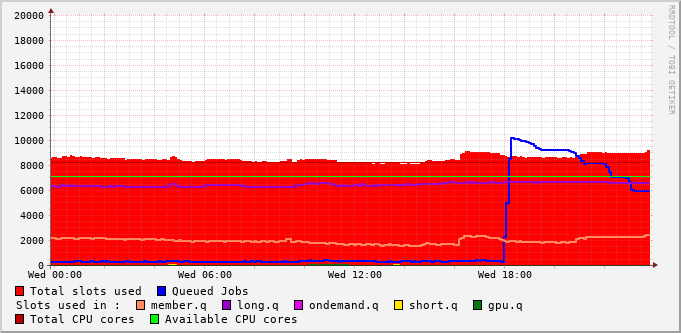 20000
18000
16000
14000
12000
10000
8000
6000
4000
2000
0
Wed 00:00 Wed 06:00 Wed 12:00 Wed 18:00
Total slots used Queued Jobs
Slots used in : member.q long.q ondemand.q short.q gpu.q
Total CPU cores Available CPU cores
RRDTOOL / TOBI OETIKER